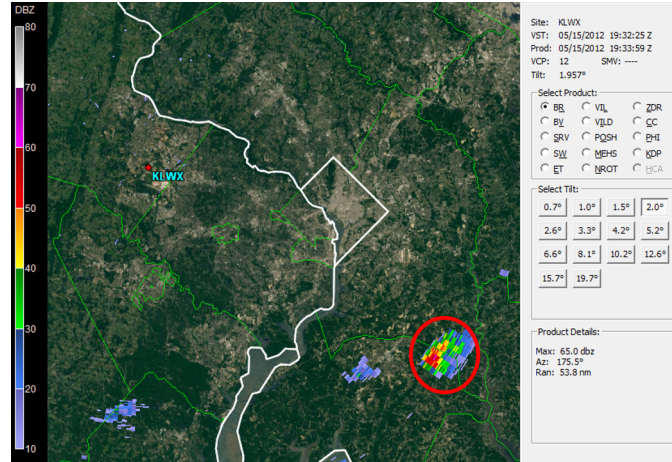 DBZ
80
70
60
50
40
30
20
10
KLWX
Site: KLWX
VST: 05/15/2012 19:32:25 Z
Prod: 05/15/2012 19:33:59 Z
VCP: 12 SMV: ----
Tilt: 1.957°
Select Product:
BR VIL ZDR
BV VILD CC
SRV POSH PHI
SW MEHS KDP
ET NROT HCA
Select Tilt:
0.7° 1.0° 1.5° 2.0°
2.6° 3.3° 4.2° 5.2°
6.6° 8.1° 10.2° 12.6°
15.7° 19.7°
Product Details:
Max: 65.0 dbz
Az: 175.5°
Ran: 53.8 nm